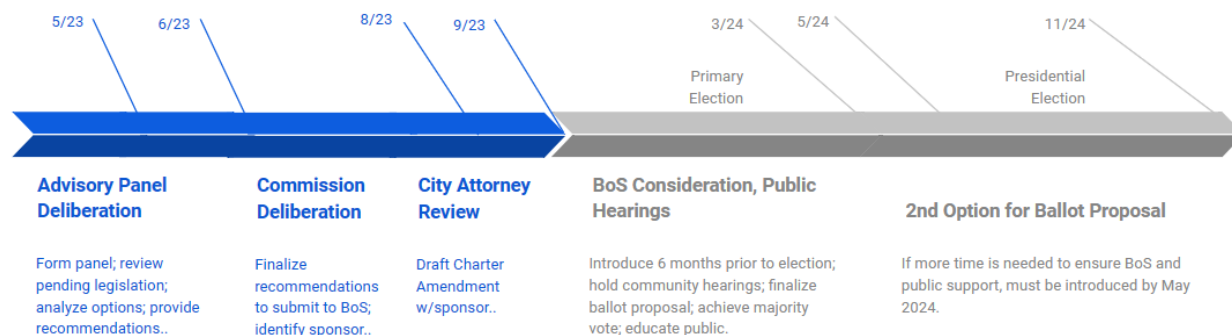 5/23
6/23
8/23
9/23
3/24
5/24
11/24
Primary
Election
Presidential
Election
Advisory Panel
Deliberation
Form panel; review
pending legislation;
analyze options; provide
recommendations..
Commission
Deliberation
Finalize
recommendations
to submit to BoS;
identify sponsor..
City Attorney
Review
Draft Charter
Amendment
w/sponsor..
BoS Consideration, Public
Hearings
Introduce 6 months prior to election;
hold community hearings; finalize
ballot proposal; achieve majority
vote; educate public.
2nd Option for Ballot Proposal
If more time is needed to ensure BoS and
public support, must be introduced by May
2024.